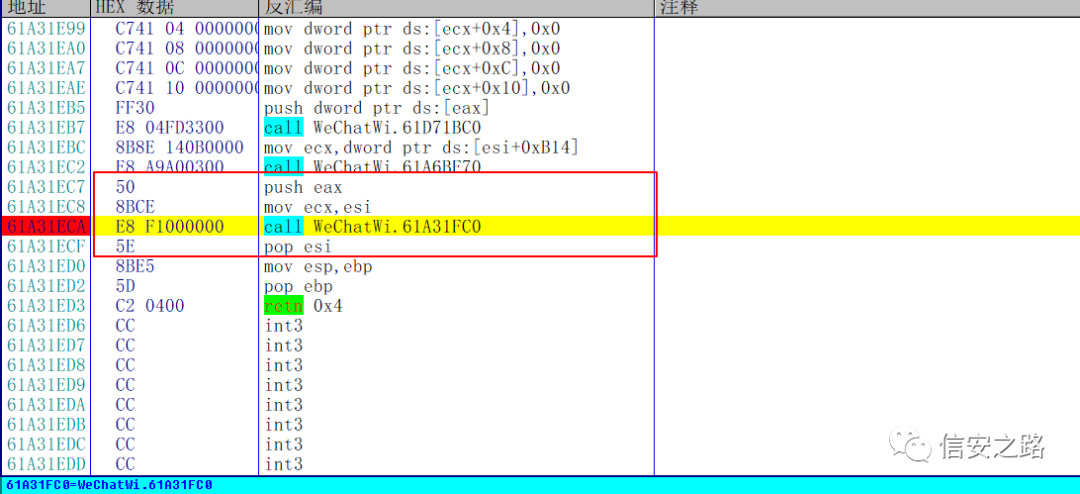 地址 HEX 数据 反汇编 注释
61A31E99 C741 04 0000000 mov dword ptr ds:[ecx+0x4],0x0
61A31EA0 C741 08 0000000 mov dword ptr ds:[ecx+0x8],0x0
61A31EA7 C741 0C 0000000 mov dword ptr ds:[ecx+0xC],0x0
61A31EAE C741 10 0000000 mov dword ptr ds:[ecx+0x10],0x0
61A31EB5 FF30 push dword ptr ds:[eax]
61A31EB7 E8 04FD3300 call WeChatWi.61D71BC0
61A31EBC 8B8E 140B0000 mov ecx,dword ptr ds:[esi+0xB14]
61A31EC2 E8 A9A00300 call WeChatWi.61A6BF70
61A31EC7 50 push eax
61A31EC8 8BCE mov ecx,esi
61A31ECA E8 F1000000 call WeChatWi.61A31FC0
61A31ECF 5E pop esi
61A31ED0 8BE5 mov esp,ebp
61A31ED2 5D pop ebp
61A31ED3 C2 0400 retn 0x4
61A31ED6 CC int3
61A31ED7 CC int3
61A31ED8 CC int3
61A31ED9 CC int3
61A31EDA CC int3
61A31EDB CC int3
61A31EDC CC int3
61A31EDD CC int3
信安之路
61A31FC0=WeChatWi.61A31FC0